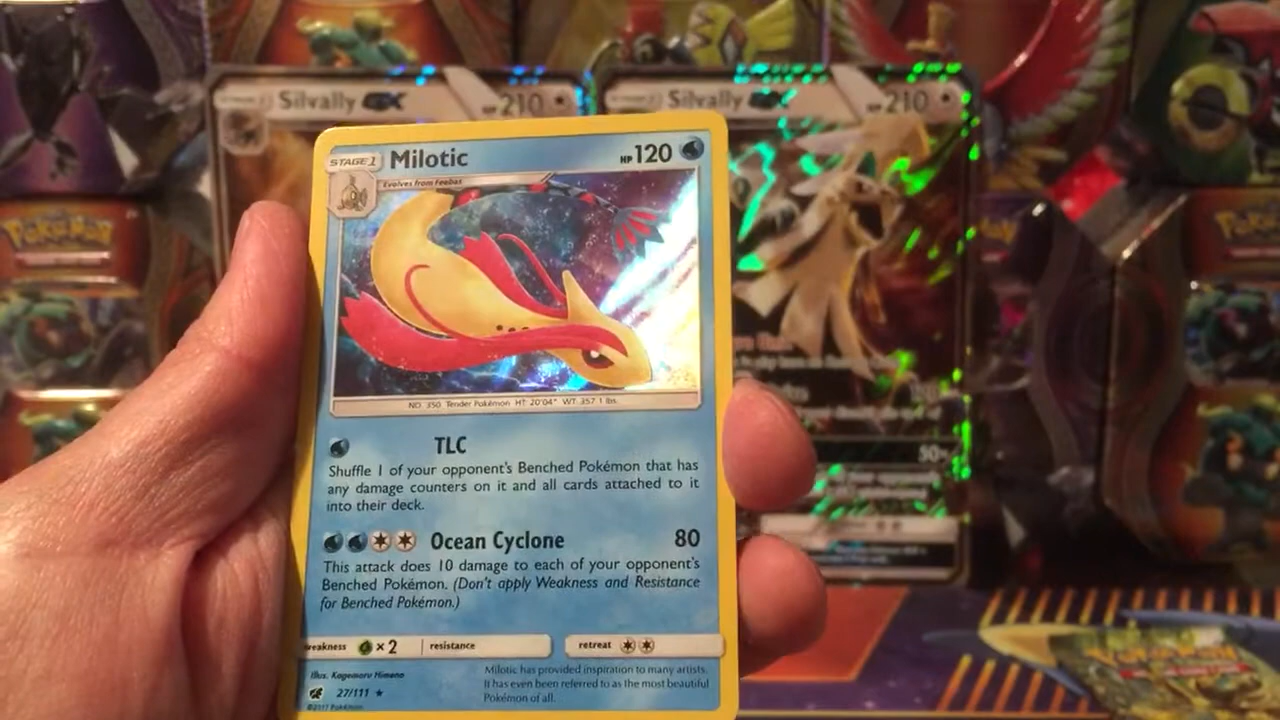 Silvally GX
210
Silvally GX
210
STAGE 1 Milotic HP 120
Evolves from Feebas
NO. 350 Tender Pokémon HT: 20'04" WT: 357.1 lbs.
TLC
Shuffle 1 of your opponent's Benched Pokémon that has
any damage counters on it and all cards attached to it
into their deck.
Ocean Cyclone 80
This attack does 10 damage to each of your opponent's
Benched Pokémon. (Don't apply Weakness and Resistance
for Benched Pokémon.)
weakness × 2 resistance retreat
Illus. Kagemaru Himeno
27/111 ★
©2017 Pokémon
Milotic has provided inspiration to many artists.
It has even been referred to as the most beautiful
Pokémon of all.
Pokémon
Pokémon